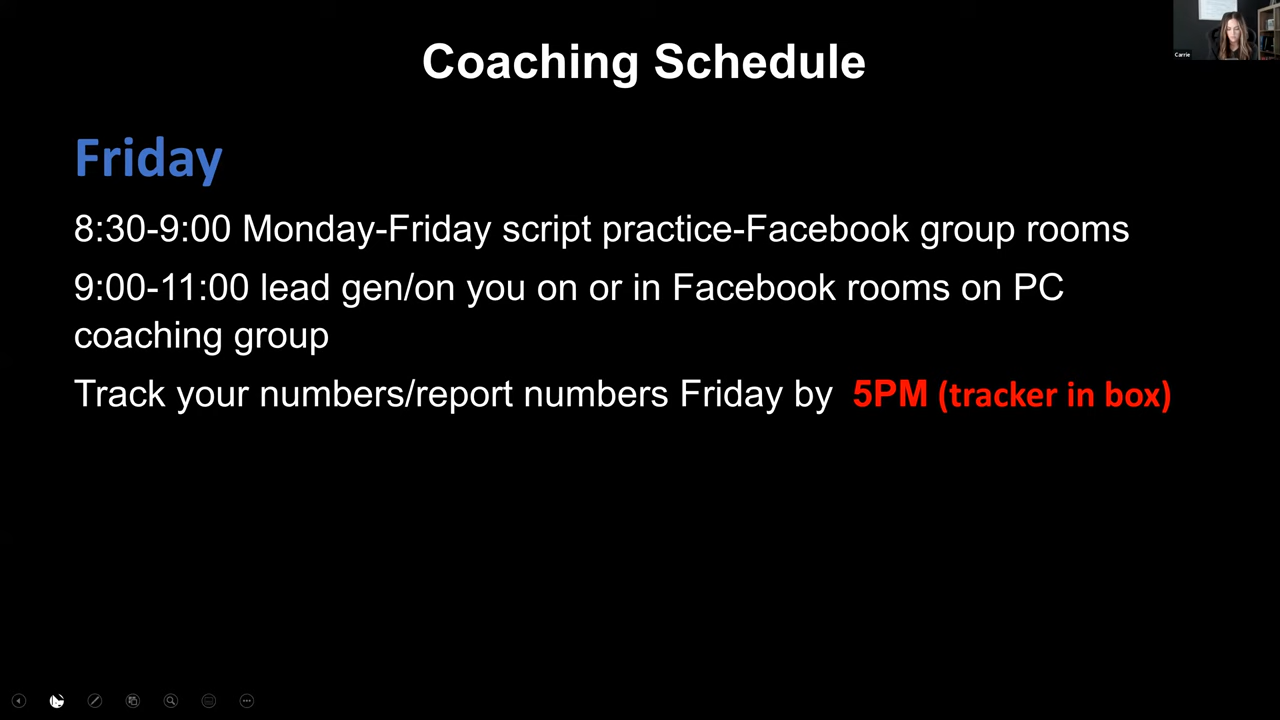 Coaching Schedule
Carrie
Friday
8:30-9:00 Monday-Friday script practice-Facebook group rooms
9:00-11:00 lead gen/on you on or in Facebook rooms on PC
coaching group
Track your numbers/report numbers Friday by 5PM (tracker in box)